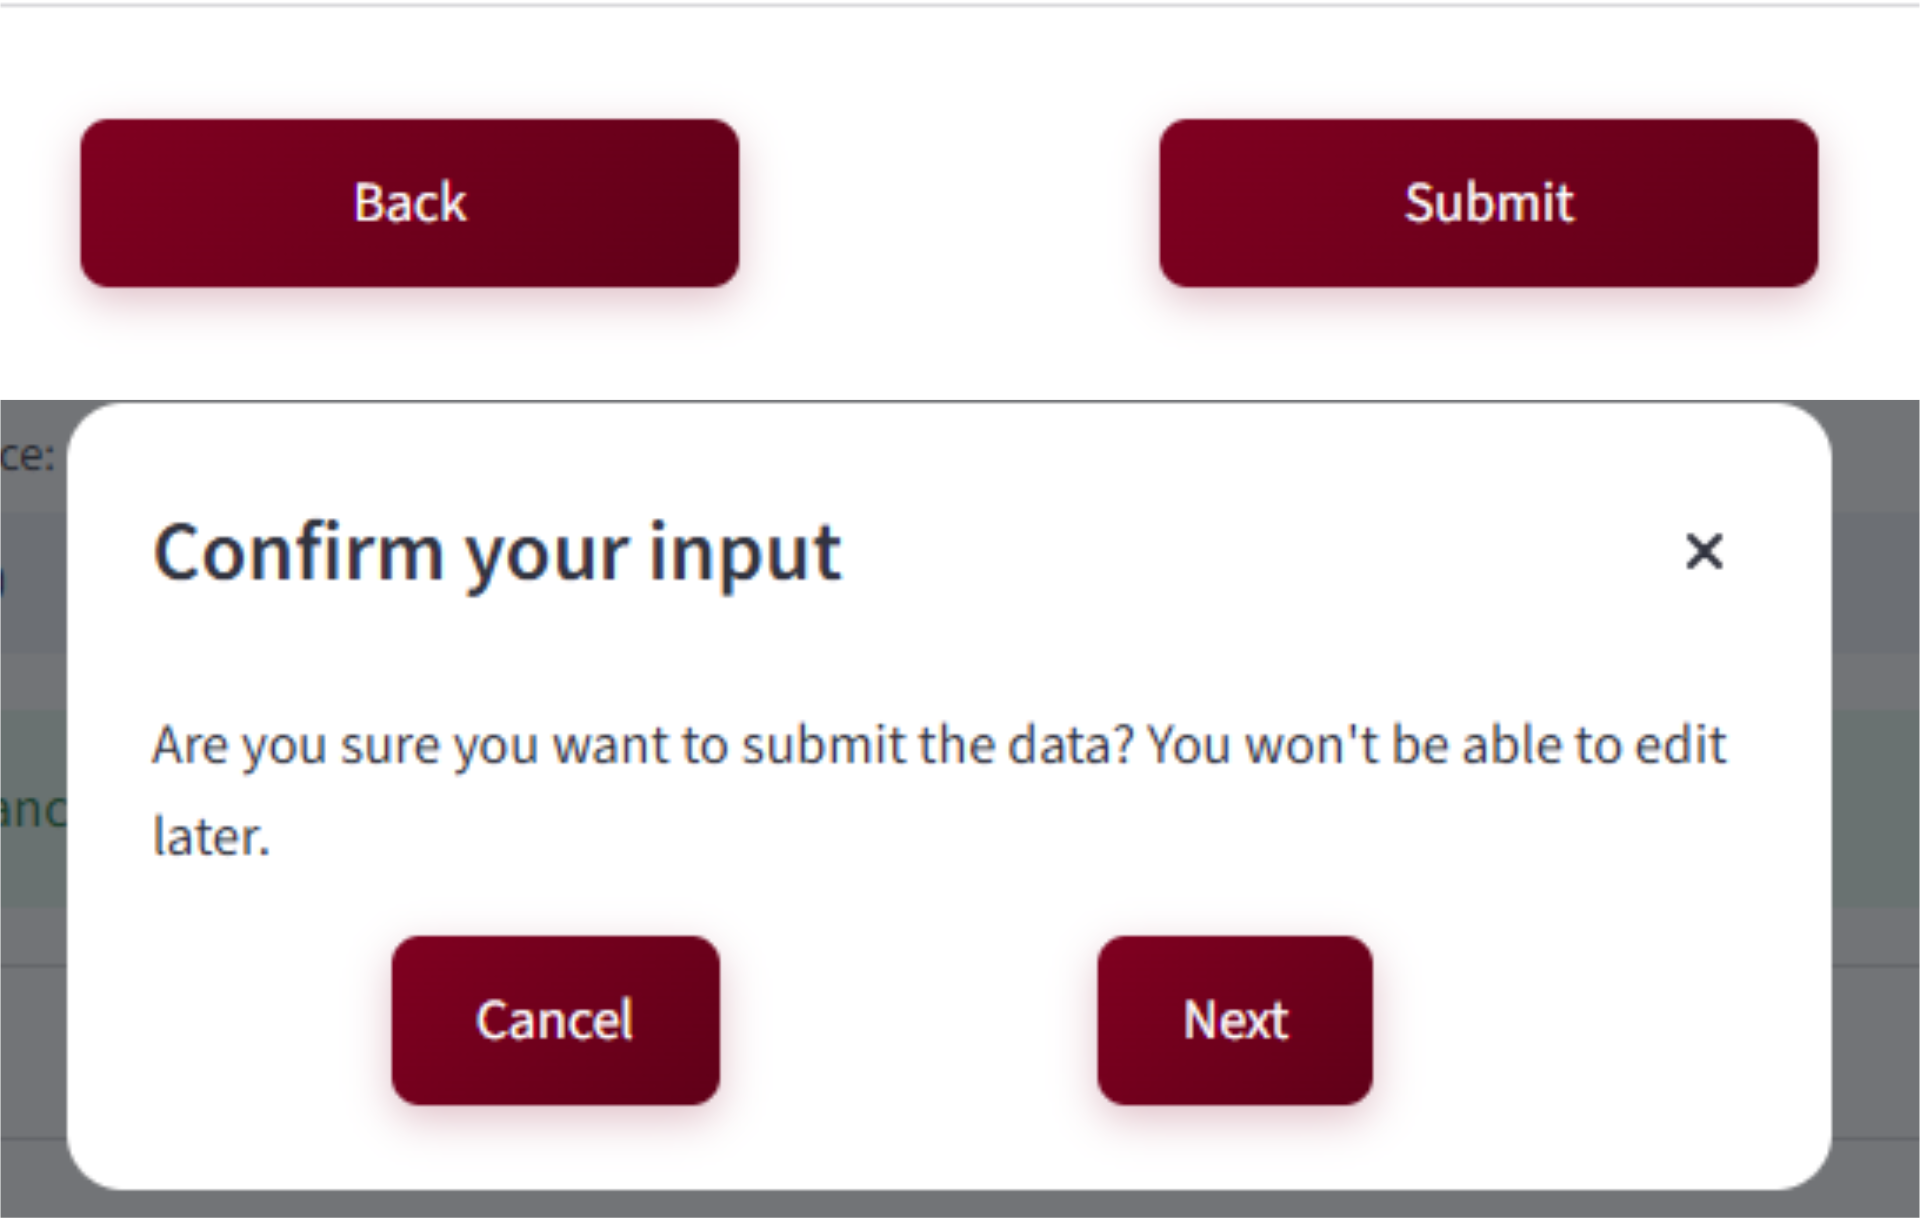 Back
Submit
ce:
Confirm your input
×
Are you sure you want to submit the data? You won't be able to edit
anc
later.
Cancel
Next